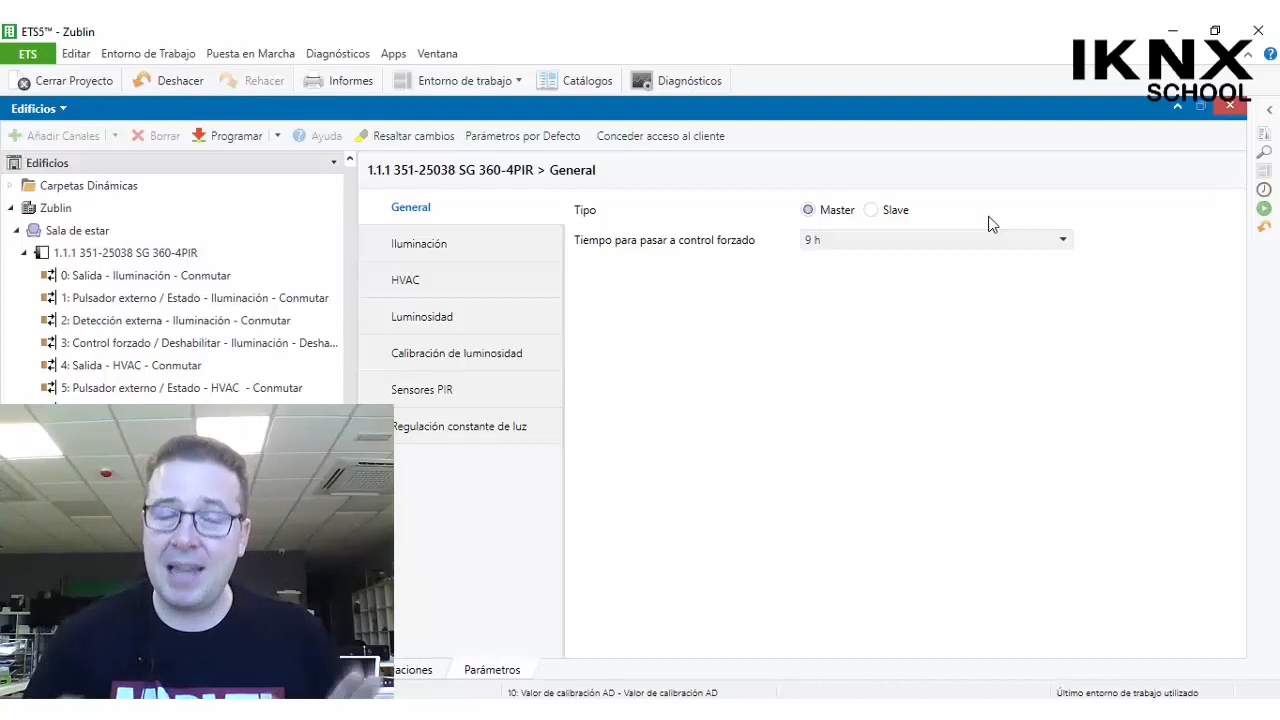 ETS5™ - Zublin
IKNX
SCHOOL
ETS Editar Entorno de Trabajo Puesta en Marcha Diagnósticos Apps Ventana
Cerrar Proyecto Deshacer Rehacer Informes Entorno de trabajo Catálogos Diagnósticos
Edificios
Añadir Canales Borrar Programar Ayuda Resaltar cambios Parámetros por Defecto Conceder acceso al cliente
Edificios
Carpetas Dinámicas
Zublin
Sala de estar
1.1.1 351-25038 SG 360-4PIR
0: Salida - Iluminación - Conmutar
1: Pulsador externo / Estado - Iluminación - Conmutar
2: Detección externa - Iluminación - Conmutar
3: Control forzado / Deshabilitar - Iluminación - Desha...
4: Salida - HVAC - Conmutar
5: Pulsador externo / Estado - HVAC - Conmutar
1.1.1 351-25038 SG 360-4PIR > General
General
Iluminación
HVAC
Luminosidad
Calibración de luminosidad
Sensores PIR
Regulación constante de luz
Tipo Master Slave
Tiempo para pasar a control forzado 9 h
aciones Parámetros
10: Valor de calibración AD - Valor de calibración AD Último entorno de trabajo utilizado